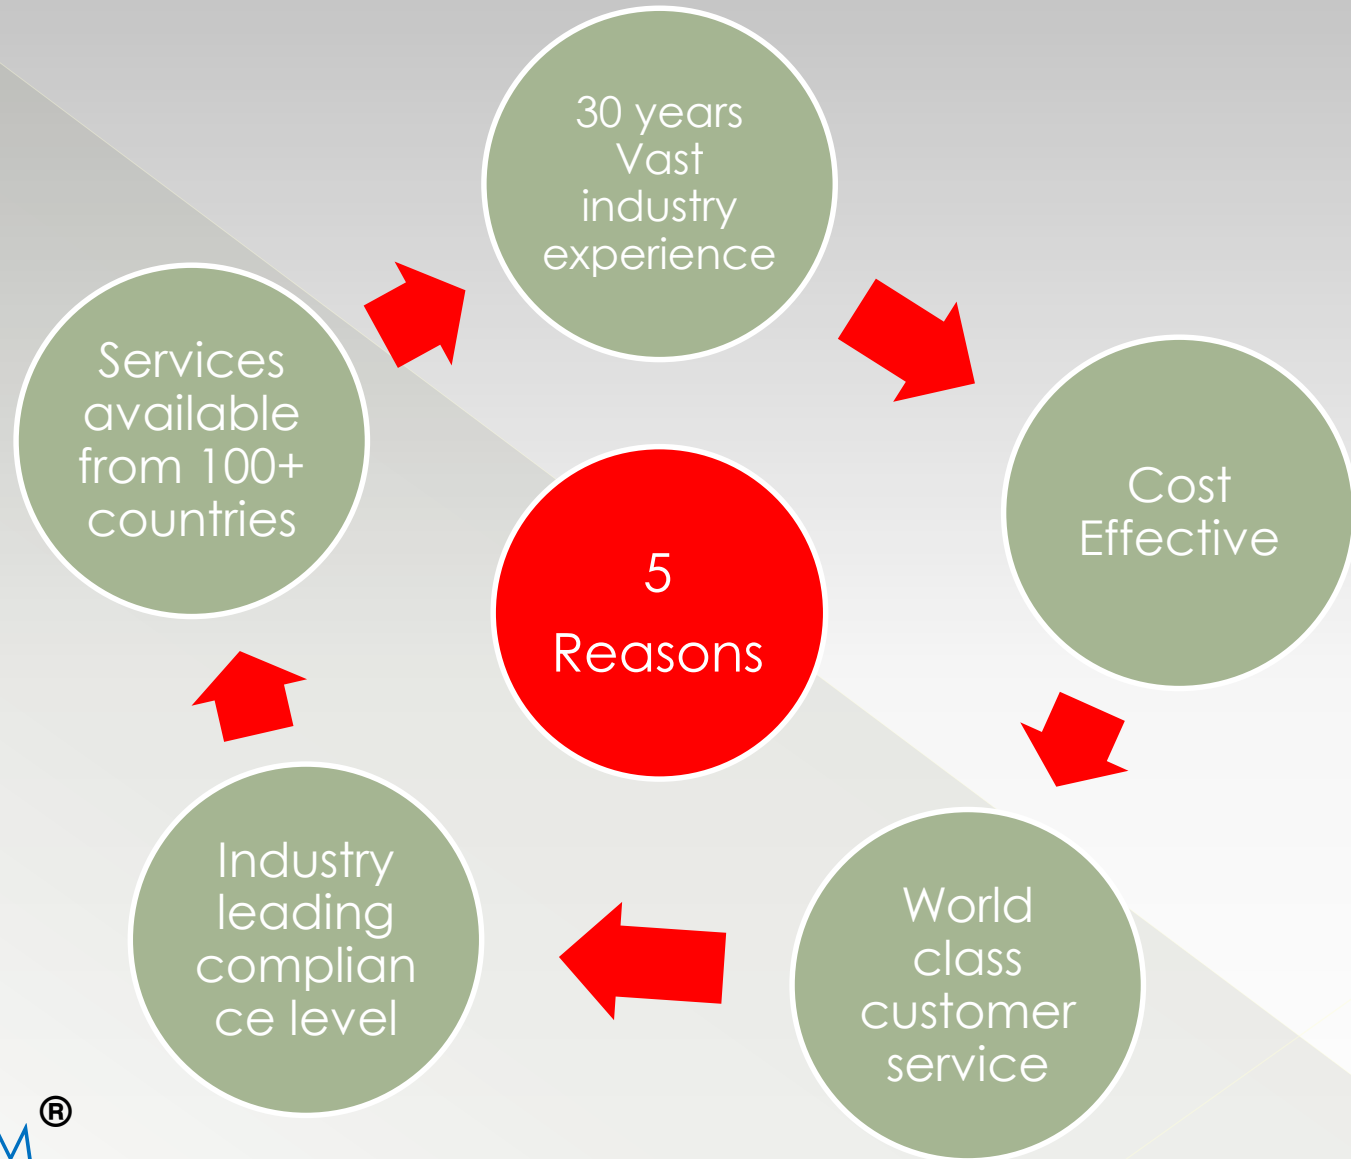 30 years
Vast
industry
experience
Cost
Effective
World
class
customer
service
Industry
leading
complian
ce level
Services
available
from 100+
countries
5
Reasons
®
M